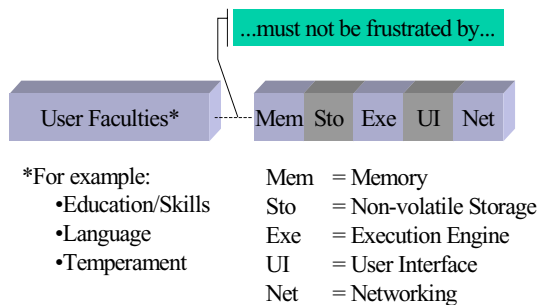 ...must not be frustrated by...
User Faculties*
Mem Sto Exe UI Net
*For example:
•Education/Skills
•Language
•Temperament
Mem = Memory
Sto = Non-volatile Storage
Exe = Execution Engine
UI = User Interface
Net = Networking